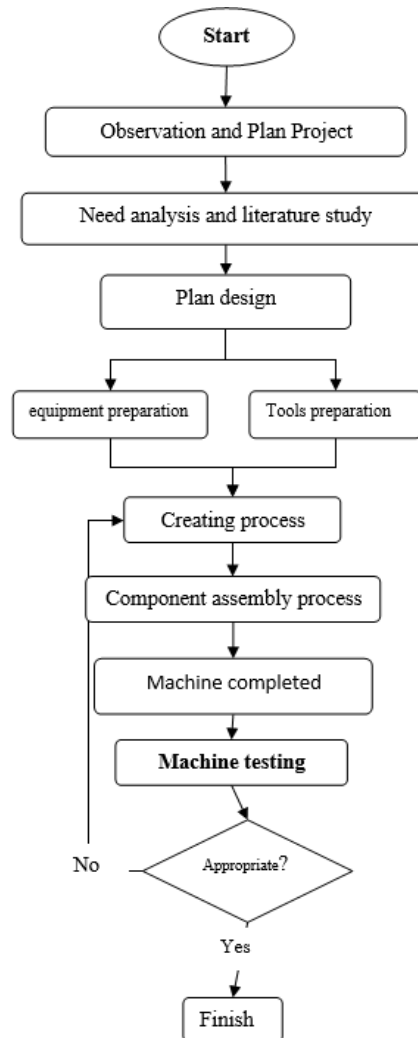 Start
Observation and Plan Project
Need analysis and literature study
Plan design
equipment preparation
Tools preparation
Creating process
Component assembly process
Machine completed
Machine testing
Appropriate?
No
Yes
Finish